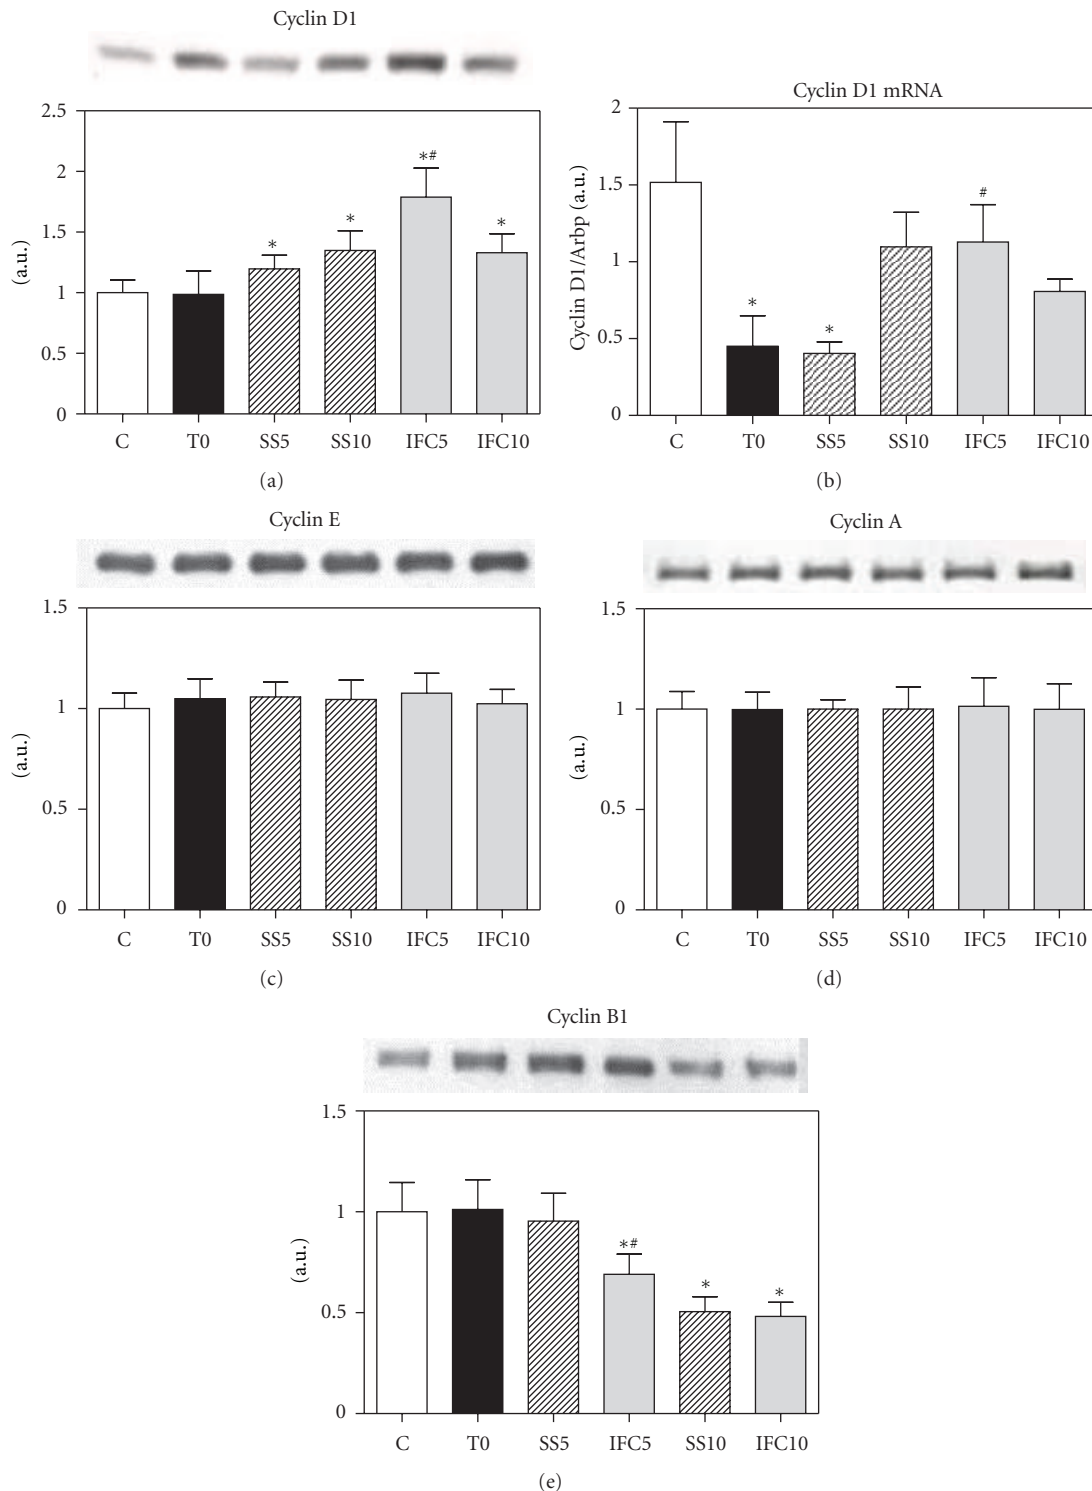 Cyclin D1
2.5
2
1.5
1
0.5
0
(a.u.)
*
*
*#
*
C T0 SS5 SS10 IFC5 IFC10
(a)
Cyclin D1 mRNA
2
1.5
1
0.5
0
Cyclin D1/Arbp (a.u.)
*
*
#
C T0 SS5 SS10 IFC5 IFC10
(b)
Cyclin E
1.5
1
0.5
0
(a.u.)
C T0 SS5 SS10 IFC5 IFC10
(c)
Cyclin A
1.5
1
0.5
0
(a.u.)
C T0 SS5 SS10 IFC5 IFC10
(d)
Cyclin B1
1.5
1
0.5
0
(a.u.)
*#
*
*
C T0 SS5 IFC5 SS10 IFC10
(e)